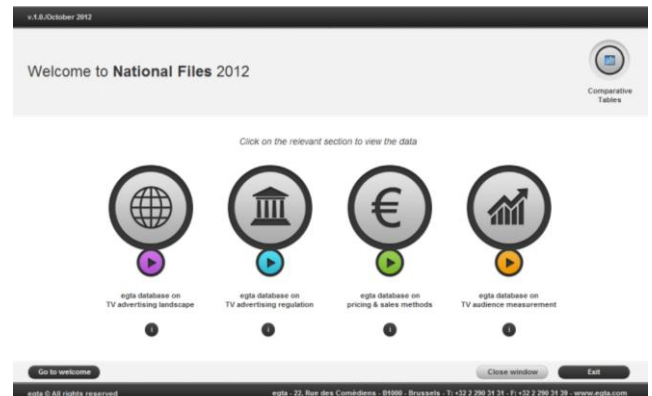 v.1.0./October 2012
Welcome to National Files 2012
Comparative
Tables
Click on the relevant section to view the data
€
egta database on
TV advertising landscape
egta database on
TV advertising regulation
egta database on
pricing & sales methods
egta database on
TV audience measurement
i
i
i
i
Go to welcome
Close window
Exit
egta © All rights reserved
egta - 22, Rue des Comédiens - B1000 - Brussels - T: +32 2 290 31 31 - F: +32 2 290 31 39 - www.egta.com